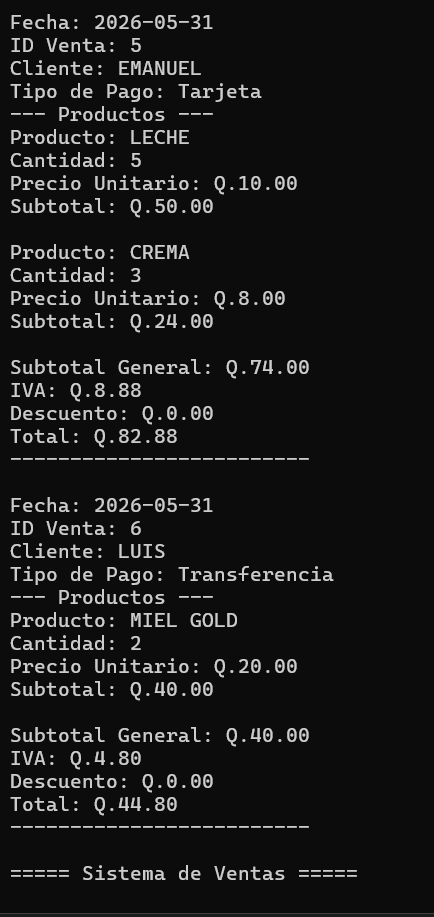 Fecha: 2026-05-31
ID Venta: 5
Cliente: EMANUEL
Tipo de Pago: Tarjeta
--- Productos ---
Producto: LECHE
Cantidad: 5
Precio Unitario: Q.10.00
Subtotal: Q.50.00
Producto: CREMA
Cantidad: 3
Precio Unitario: Q.8.00
Subtotal: Q.24.00
Subtotal General: Q.74.00
IVA: Q.8.88
Descuento: Q.0.00
Total: Q.82.88
-------------------------
Fecha: 2026-05-31
ID Venta: 6
Cliente: LUIS
Tipo de Pago: Transferencia
--- Productos ---
Producto: MIEL GOLD
Cantidad: 2
Precio Unitario: Q.20.00
Subtotal: Q.40.00
Subtotal General: Q.40.00
IVA: Q.4.80
Descuento: Q.0.00
Total: Q.44.80
-------------------------
===== Sistema de Ventas =====